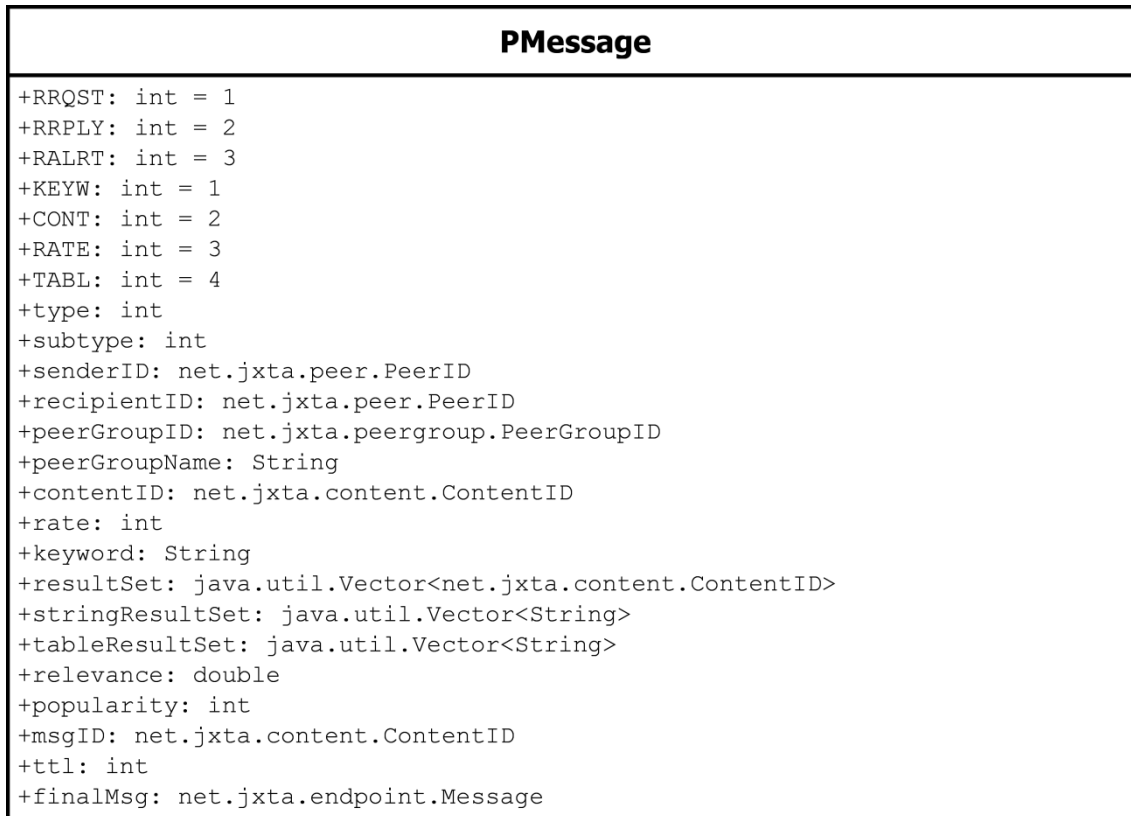 PMessage
+RRQST: int = 1
+RRPLY: int = 2
+RALRT: int = 3
+KEYW: int = 1
+CONT: int = 2
+RATE: int = 3
+TABL: int = 4
+type: int
+subtype: int
+senderID: net.jxta.peer.PeerID
+recipientID: net.jxta.peer.PeerID
+peerGroupID: net.jxta.peergroup.PeerGroupID
+peerGroupName: String
+contentID: net.jxta.content.ContentID
+rate: int
+keyword: String
+resultSet: java.util.Vector<net.jxta.content.ContentID>
+stringResultSet: java.util.Vector<String>
+tableResultSet: java.util.Vector<String>
+relevance: double
+popularity: int
+msgID: net.jxta.content.ContentID
+ttl: int
+finalMsg: net.jxta.endpoint.Message